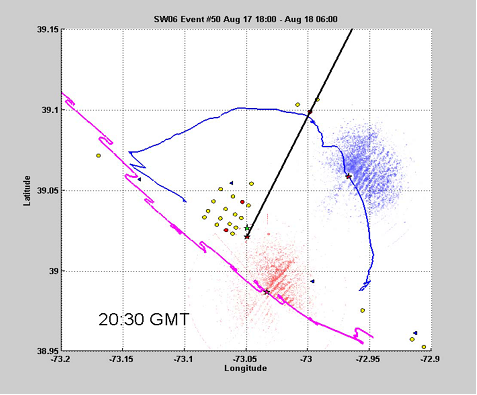 SW06 Event #50 Aug 17 18:00 - Aug 18 06:00
39.15
39.1
39.05
39
38.95
Latitude
20:30 GMT
-73.2 -73.15 -73.1 -73.05 -73 -72.95 -72.9
Longitude